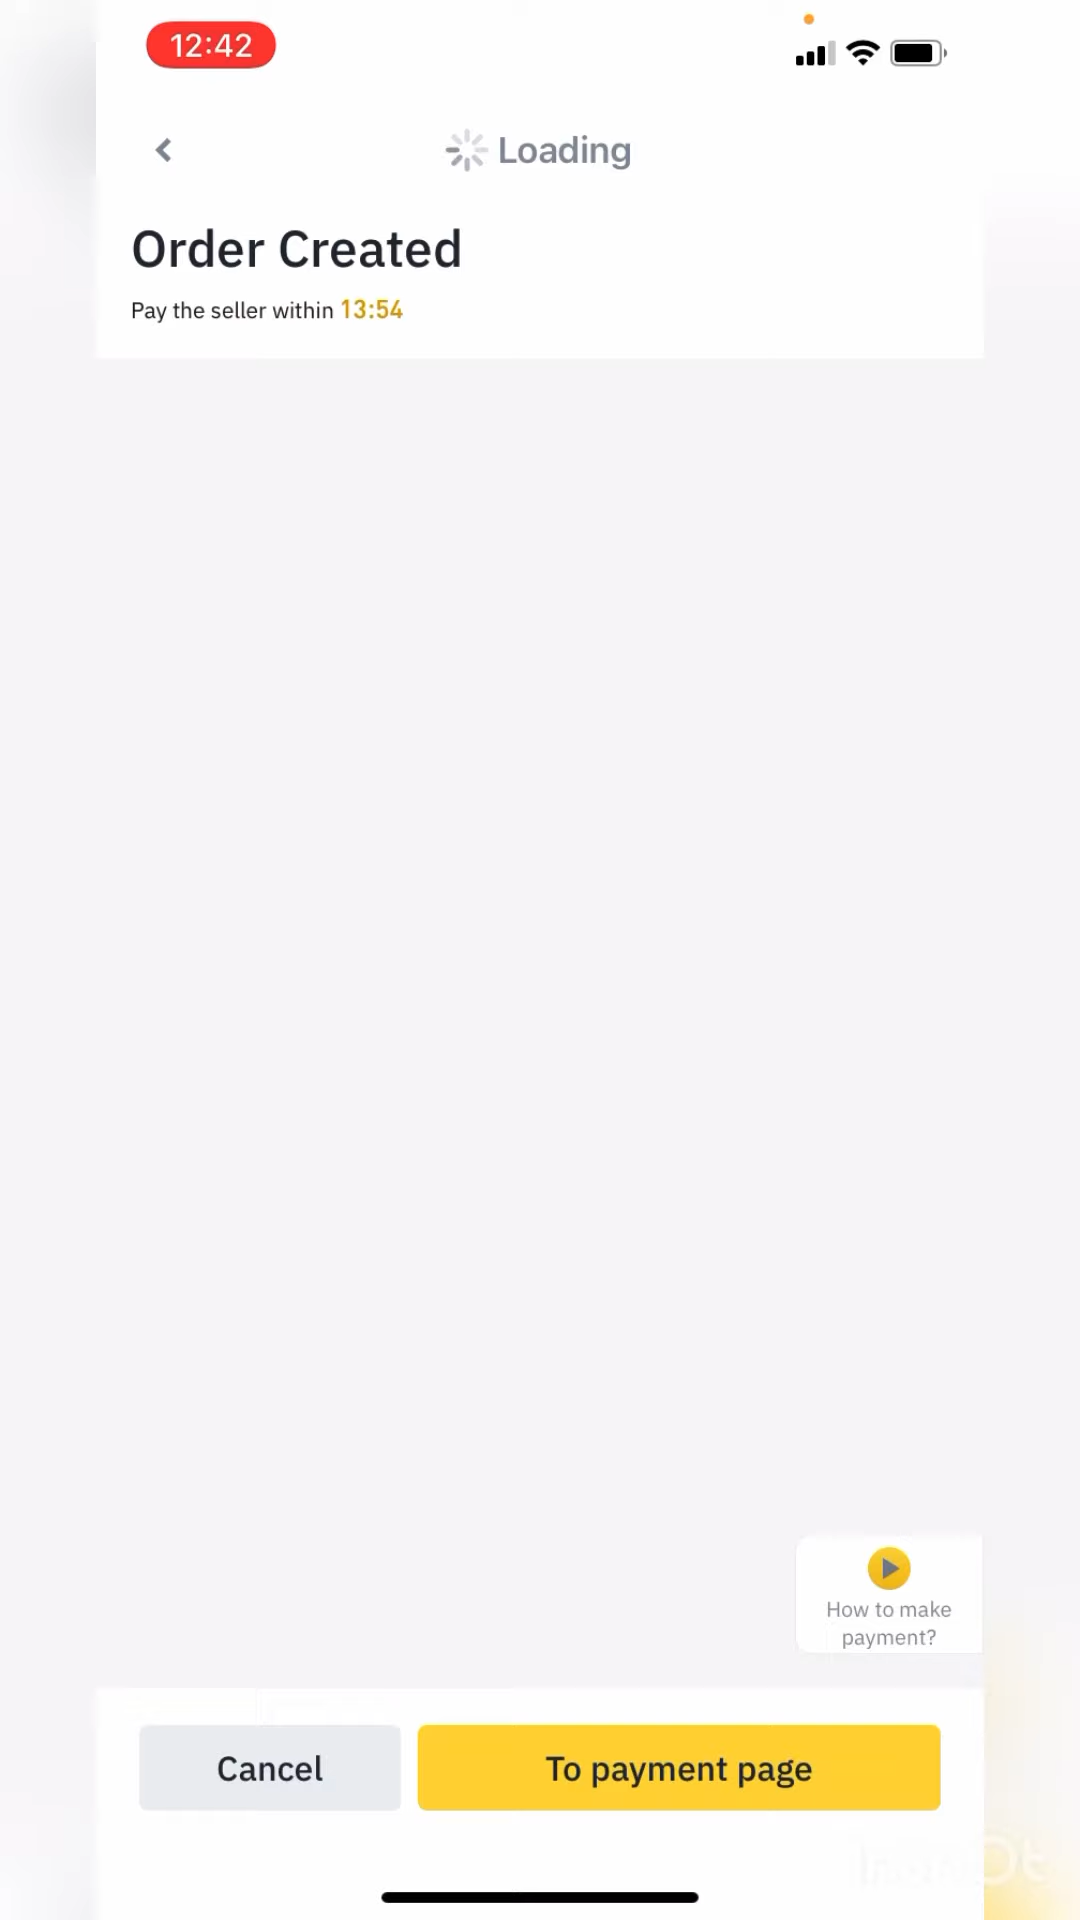 12:42
Loading
Order Created
Pay the seller within 13:54
How to make
payment?
Cancel
To payment page